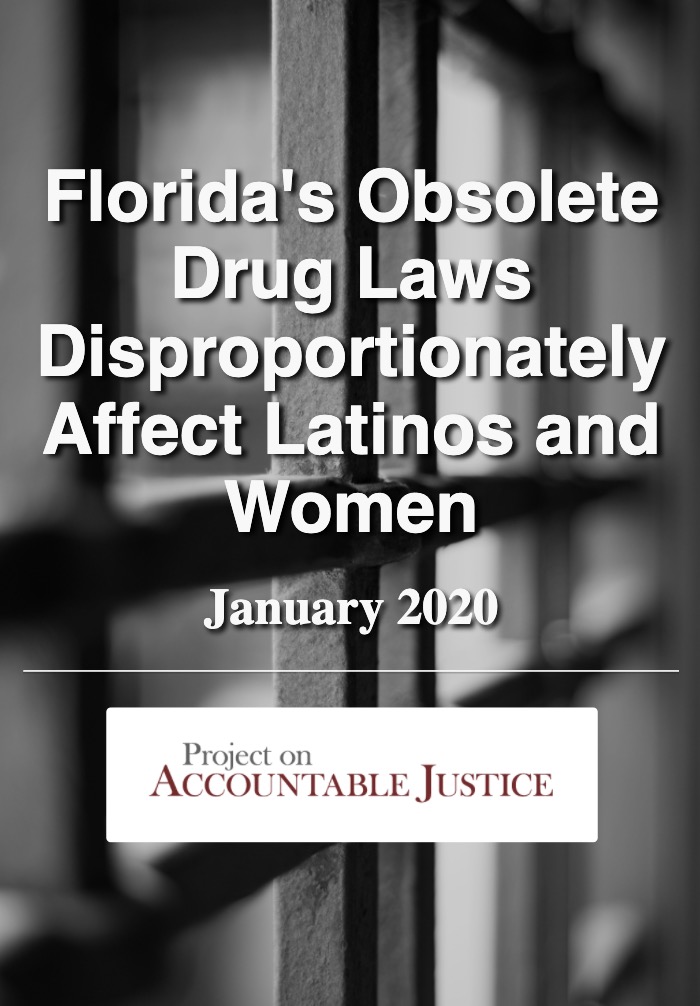 Florida's Obsolete
Drug Laws
Disproportionately
Affect Latinos and
Women
January 2020
Project on
ACCOUNTABLE JUSTICE